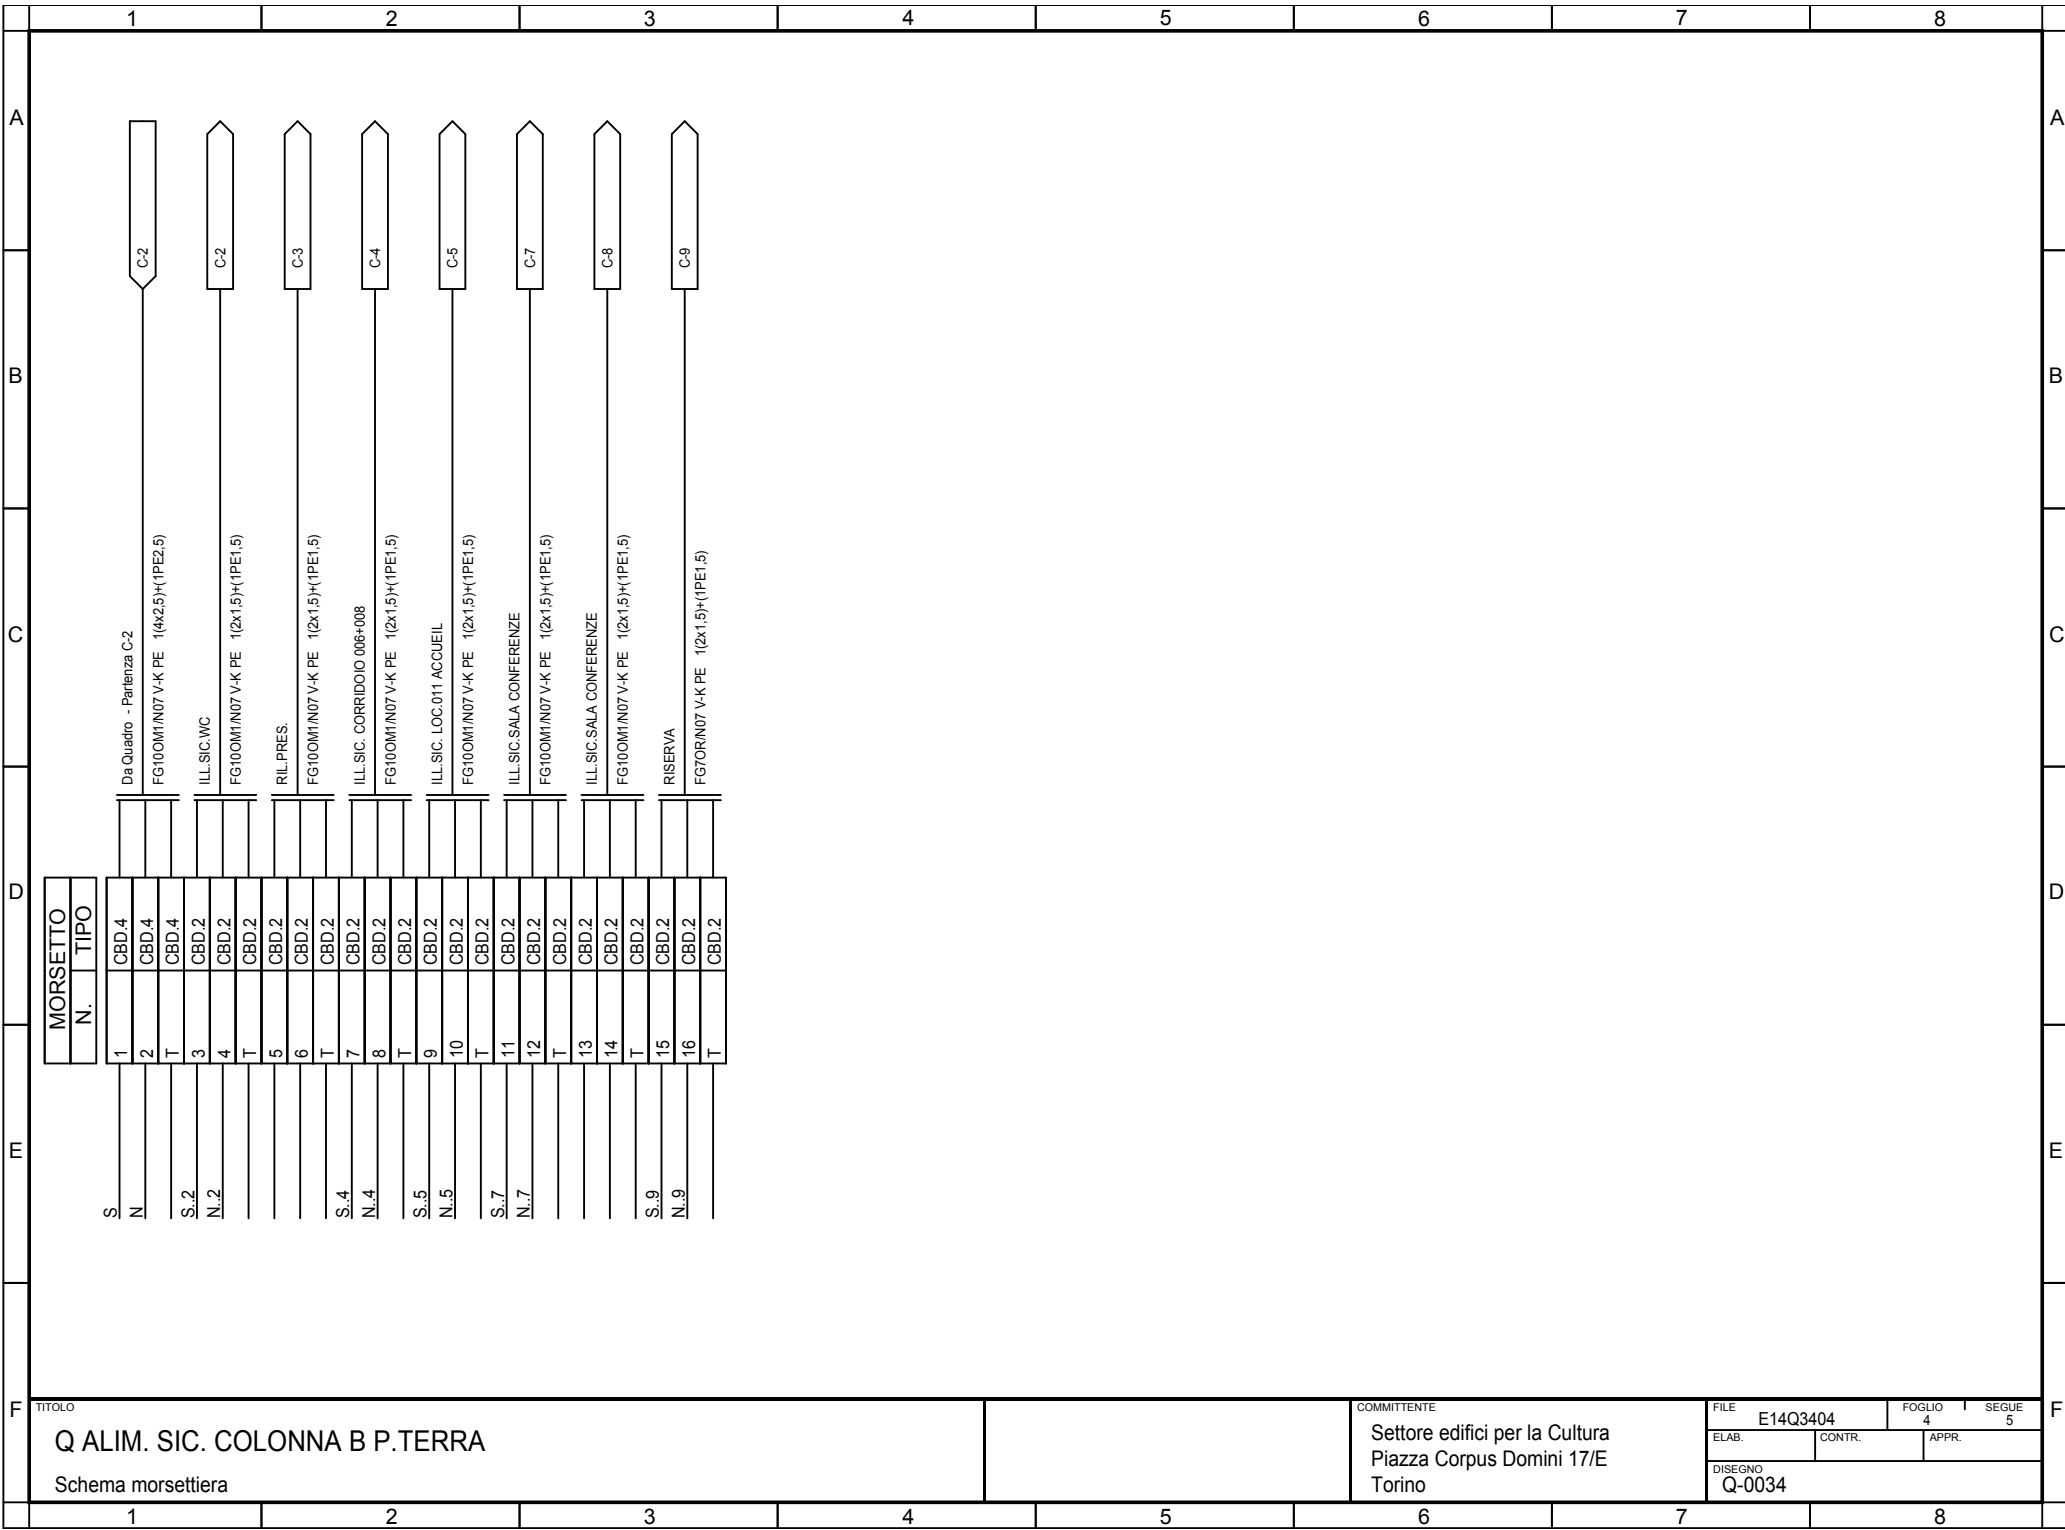 1 2 3 4 5 6 7 8
A A
B B
C C
D D
E E
F F
C-2
C-2
C-3
C-4
C-5
C-7
C-8
C-9
Da Quadro - Partenza C-2
FG10OM1/N07 V-K PE 1(4x2,5)+(1PE2,5)
ILL.SIC.WC
FG10OM1/N07 V-K PE 1(2x1,5)+(1PE1,5)
RIL.PRES.
FG10OM1/N07 V-K PE 1(2x1,5)+(1PE1,5)
ILL.SIC. CORRIDOIO 006+008
FG10OM1/N07 V-K PE 1(2x1,5)+(1PE1,5)
ILL.SIC. LOC.011 ACCUEIL
FG10OM1/N07 V-K PE 1(2x1,5)+(1PE1,5)
ILL.SIC.SALA CONFERENZE
FG10OM1/N07 V-K PE 1(2x1,5)+(1PE1,5)
ILL.SIC.SALA CONFERENZE
FG10OM1/N07 V-K PE 1(2x1,5)+(1PE1,5)
RISERVA
FG7OR/N07 V-K PE 1(2x1,5)+(1PE1,5)
MORSETTO
N. TIPO
S 1 CBD.4
N 2 CBD.4
T CBD.4
S..2 3 CBD.2
N..2 4 CBD.2
T CBD.2
5 CBD.2
6 CBD.2
T CBD.2
S..4 7 CBD.2
N..4 8 CBD.2
T CBD.2
S..5 9 CBD.2
N..5 10 CBD.2
T CBD.2
S..7 11 CBD.2
N..7 12 CBD.2
T CBD.2
13 CBD.2
14 CBD.2
T CBD.2
S..9 15 CBD.2
N..9 16 CBD.2
T CBD.2
TITOLO
Q ALIM. SIC. COLONNA B P.TERRA
Schema morsettiera
COMMITTENTE
Settore edifici per la Cultura
Piazza Corpus Domini 17/E
Torino
FILE
E14Q3404
FOGLIO
4
SEGUE
5
ELAB. CONTR. APPR.
DISEGNO
Q-0034
1 2 3 4 5 6 7 8